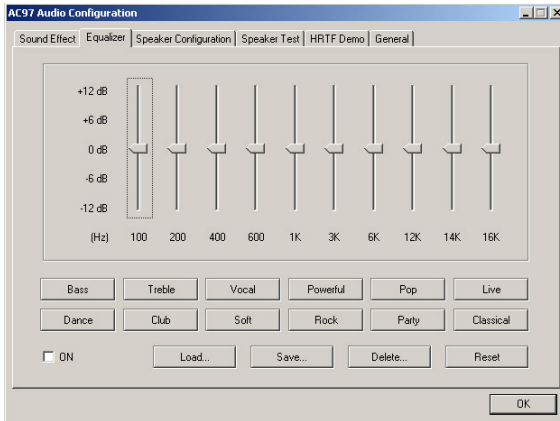 AC97 Audio Configuration
Sound Effect Equalizer Speaker Configuration Speaker Test HRTF Demo General
+12 dB
+6 dB
0 dB
-6 dB
-12 dB
(Hz) 100 200 400 600 1K 3K 6K 12K 14K 16K
Bass Treble Vocal Powerful Pop Live
Dance Club Soft Rock Party Classical
ON Load... Save... Delete... Reset
OK